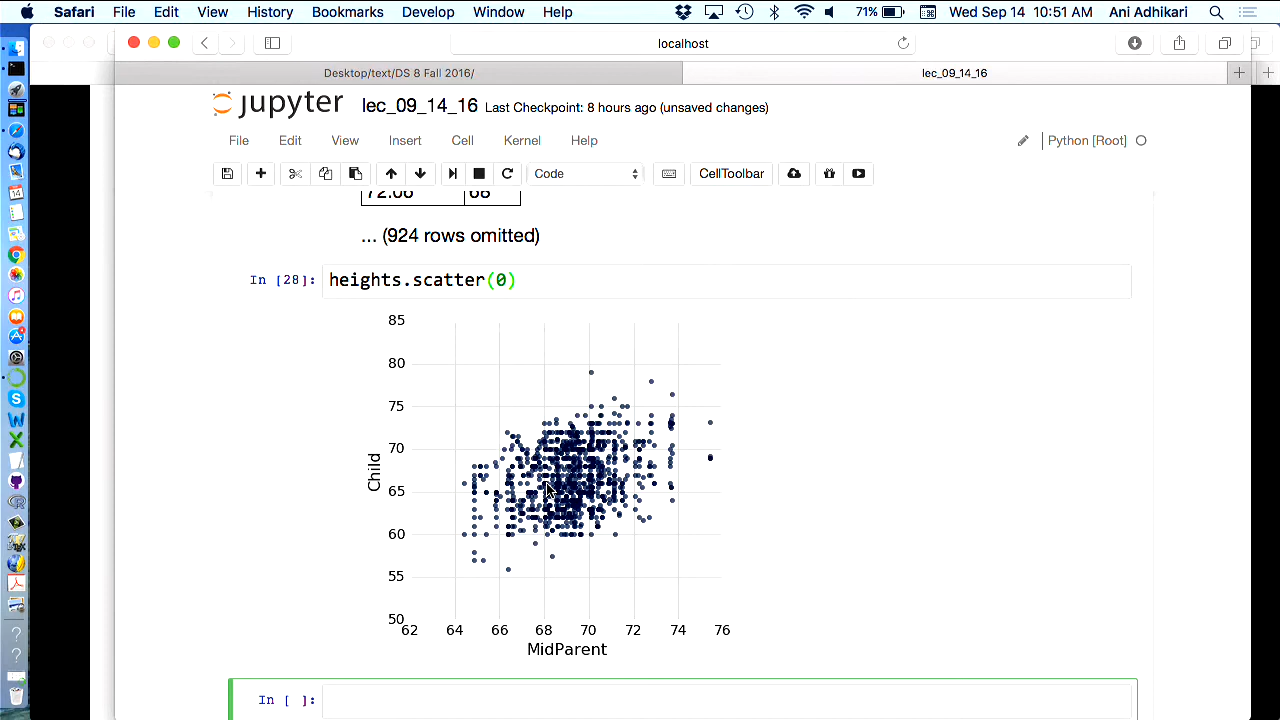 Safari File Edit View History Bookmarks Develop Window Help 71% Wed Sep 14 10:51 AM Ani Adhikari
localhost
Desktop/text/DS 8 Fall 2016/ lec_09_14_16
jupyter lec_09_14_16 Last Checkpoint: 8 hours ago (unsaved changes)
File Edit View Insert Cell Kernel Help Python [Root]
Code CellToolbar
72.06 68
... (924 rows omitted)
In [28]: heights.scatter(0)
85
80
75
70
65
60
55
50
Child
62 64 66 68 70 72 74 76
MidParent
In [ ]: